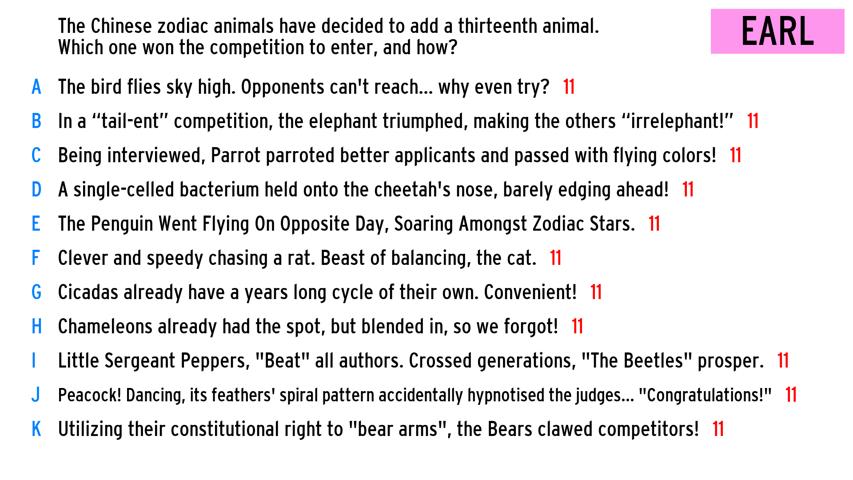 The Chinese zodiac animals have decided to add a thirteenth animal.
Which one won the competition to enter, and how?
EARL
A The bird flies sky high. Opponents can't reach... why even try? 11
B In a “tail-ent” competition, the elephant triumphed, making the others “irrelephant!” 11
C Being interviewed, Parrot parroted better applicants and passed with flying colors! 11
D A single-celled bacterium held onto the cheetah's nose, barely edging ahead! 11
E The Penguin Went Flying On Opposite Day, Soaring Amongst Zodiac Stars. 11
F Clever and speedy chasing a rat. Beast of balancing, the cat. 11
G Cicadas already have a years long cycle of their own. Convenient! 11
H Chameleons already had the spot, but blended in, so we forgot! 11
I Little Sergeant Peppers, "Beat" all authors. Crossed generations, "The Beetles" prosper. 11
J Peacock! Dancing, its feathers' spiral pattern accidentally hypnotised the judges... "Congratulations!" 11
K Utilizing their constitutional right to "bear arms", the Bears clawed competitors! 11